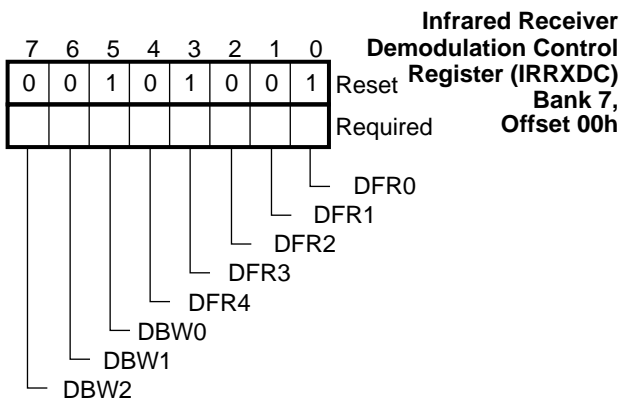 Infrared Receiver
Demodulation Control
Register (IRRXDC)
Bank 7,
Offset 00h
7 6 5 4 3 2 1 0
0 0 1 0 1 0 0 1 Reset
Required
DFR0
DFR1
DFR2
DFR3
DFR4
DBW0
DBW1
DBW2